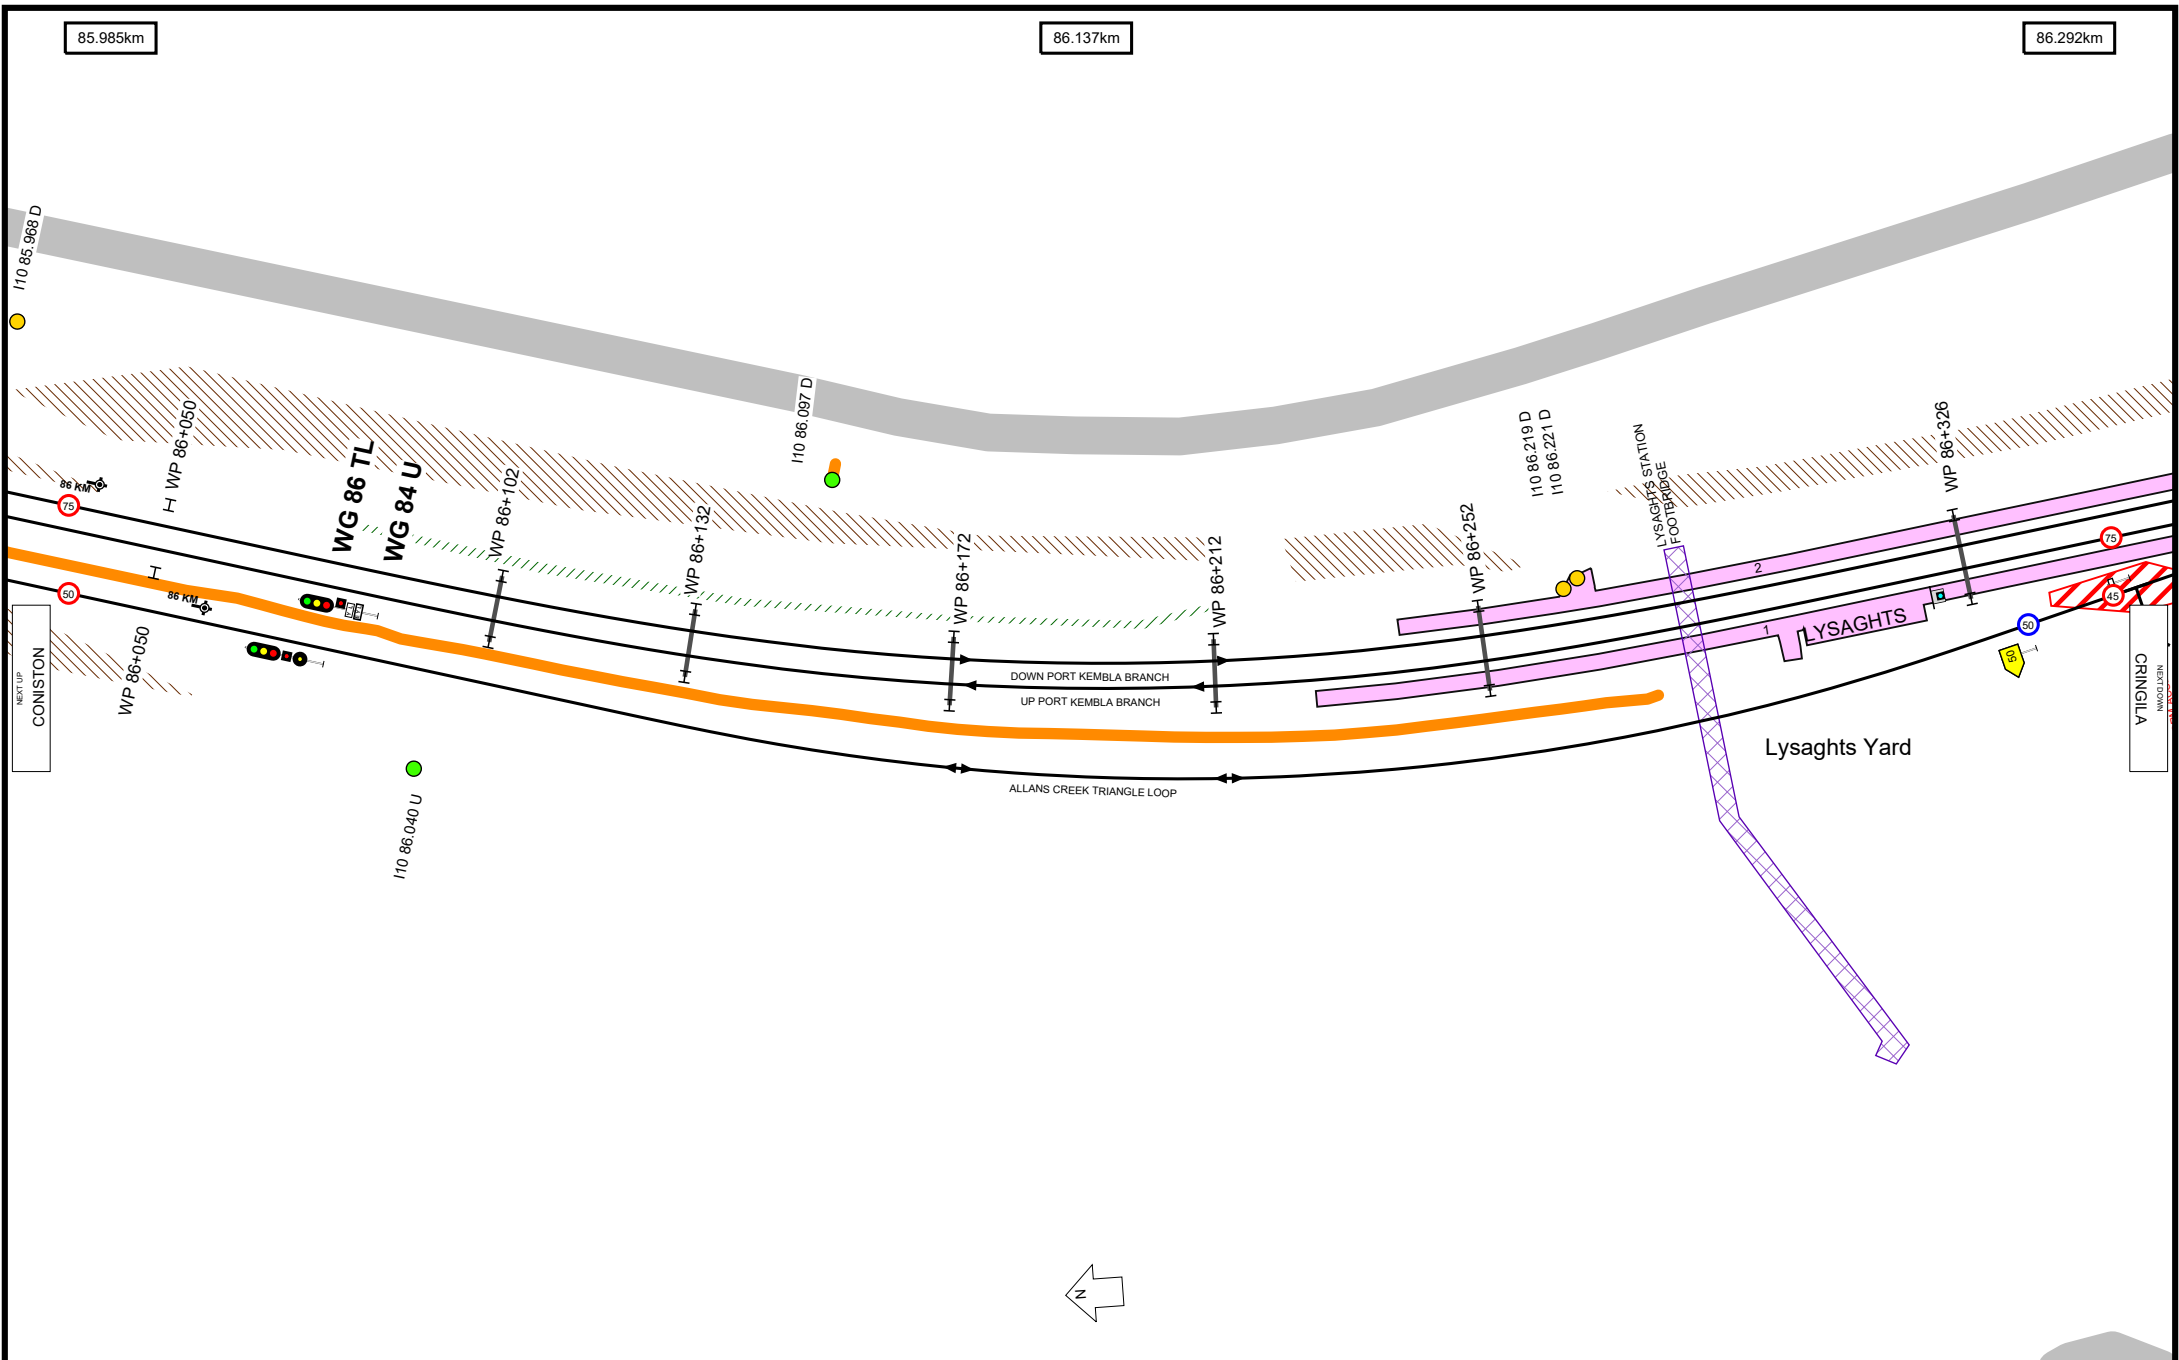 85.985km
86.137km
86.292km
I10 85.968 D
86 KM
WP 86+050
WG 86 TL
WG 84 U
WP 86+102
I10 86.097 D
WP 86+132
WP 86+172
WP 86+212
WP 86+252
I10 86.219 D
I10 86.221 D
LYSAGHTS STATION
FOOTBRIDGE
WP 86+326
75
75
50
86 KM
WP 86+050
NEXT UP
CONISTON
I10 86.040 U
DOWN PORT KEMBLA BRANCH
UP PORT KEMBLA BRANCH
ALLANS CREEK TRIANGLE LOOP
2
1
LYSAGHTS
45
50
50
NEXT DOWN
CRINGILA
Lysaghts Yard
N